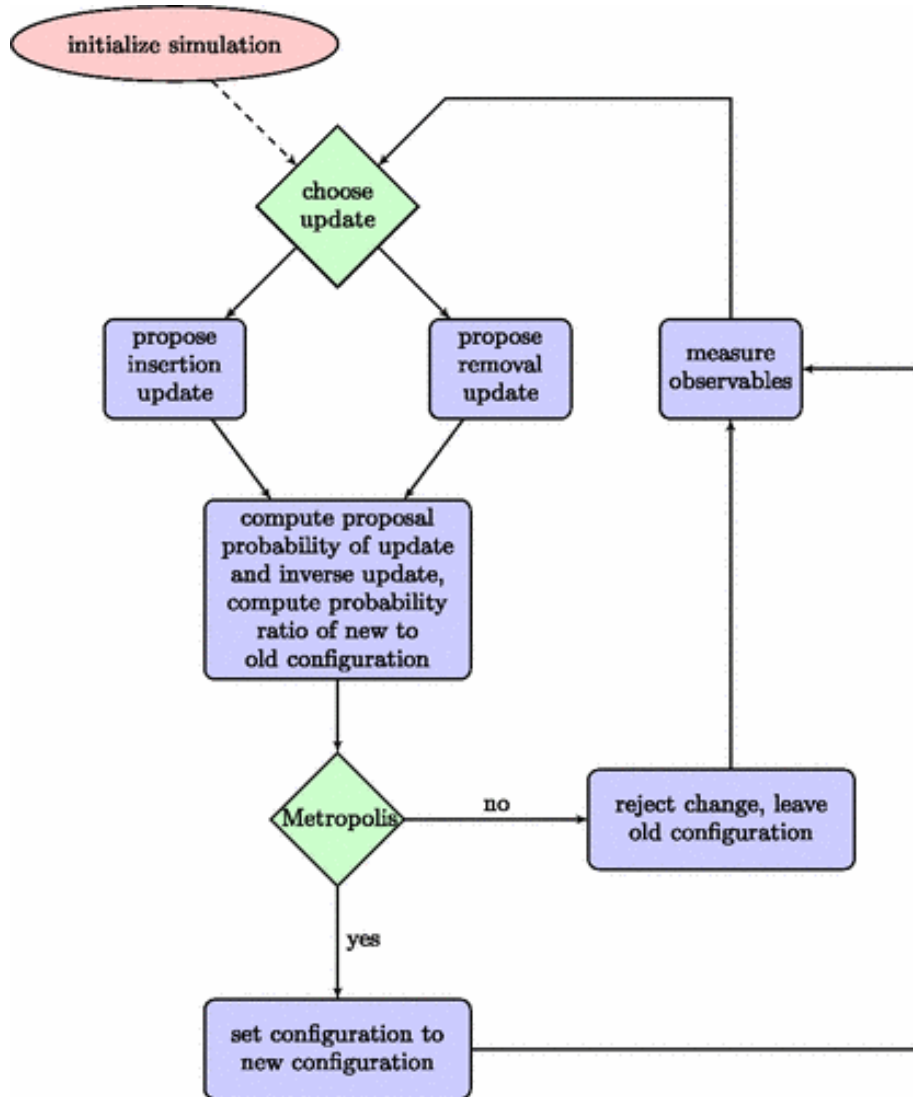 initialize simulation
choose
update
propose
insertion
update
propose
removal
update
measure
observables
compute proposal
probability of update
and inverse update,
compute probability
ratio of new to
old configuration
Metropolis
no
reject change, leave
old configuration
yes
set configuration to
new configuration